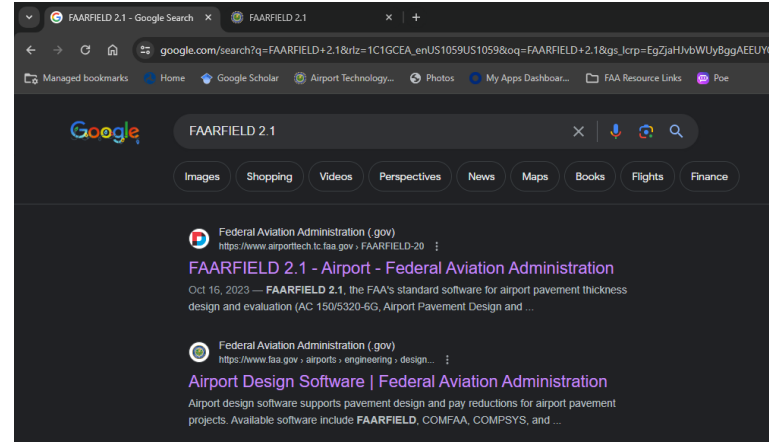 FAARFIELD 2.1 - Google Search
FAARFIELD 2.1
google.com/search?q=FAARFIELD+2.1&rlz=1C1GCEA_enUS1059US1059&oq=FAARFIELD+2.1&gs_lcrp=EgZjaHJvbWUyBggAEEUY
Managed bookmarks Home Google Scholar Airport Technology... Photos My Apps Dashboar... FAA Resource Links Poe
Google
FAARFIELD 2.1
Images Shopping Videos Perspectives News Maps Books Flights Finance
Federal Aviation Administration (.gov)
https://www.airporttech.tc.faa.gov › FAARFIELD-20
FAARFIELD 2.1 - Airport - Federal Aviation Administration
Oct 16, 2023 — FAARFIELD 2.1, the FAA's standard software for airport pavement thickness
design and evaluation (AC 150/5320-6G, Airport Pavement Design and ...
Federal Aviation Administration (.gov)
https://www.faa.gov › airports › engineering › design...
Airport Design Software | Federal Aviation Administration
Airport design software supports pavement design and pay reductions for airport pavement
projects. Available software include FAARFIELD, COMFAA, COMPSYS, and ...